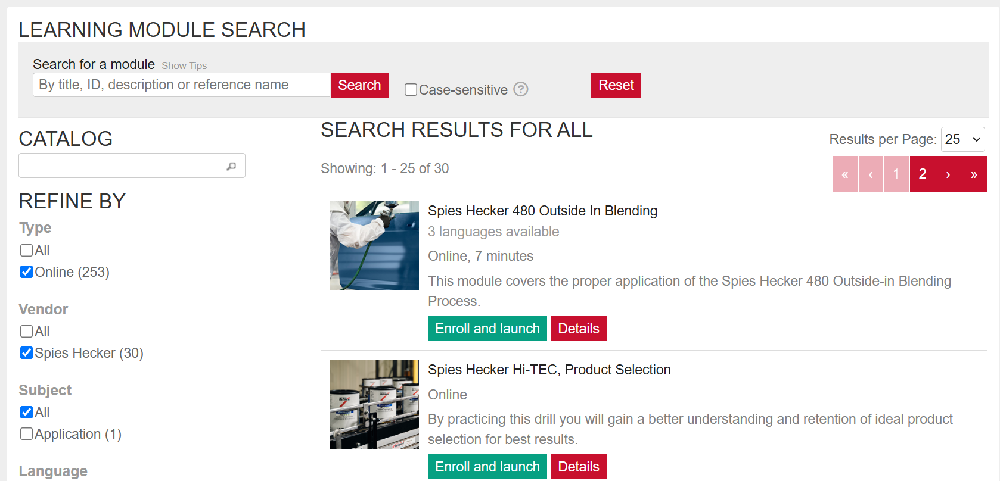 LEARNING MODULE SEARCH
Search for a module Show Tips
By title, ID, description or reference name Search Case-sensitive ? Reset
CATALOG
REFINE BY
Type
All
Online (253)
Vendor
All
Spies Hecker (30)
Subject
All
Application (1)
Language
SEARCH RESULTS FOR ALL
Results per Page: 25
Showing: 1 - 25 of 30
« ‹ 1 2 › »
Spies Hecker 480 Outside In Blending
3 languages available
Online, 7 minutes
This module covers the proper application of the Spies Hecker 480 Outside-in Blending
Process.
Enroll and launch Details
Spies Hecker Hi-TEC, Product Selection
Online
By practicing this drill you will gain a better understanding and retention of ideal product
selection for best results.
Enroll and launch Details